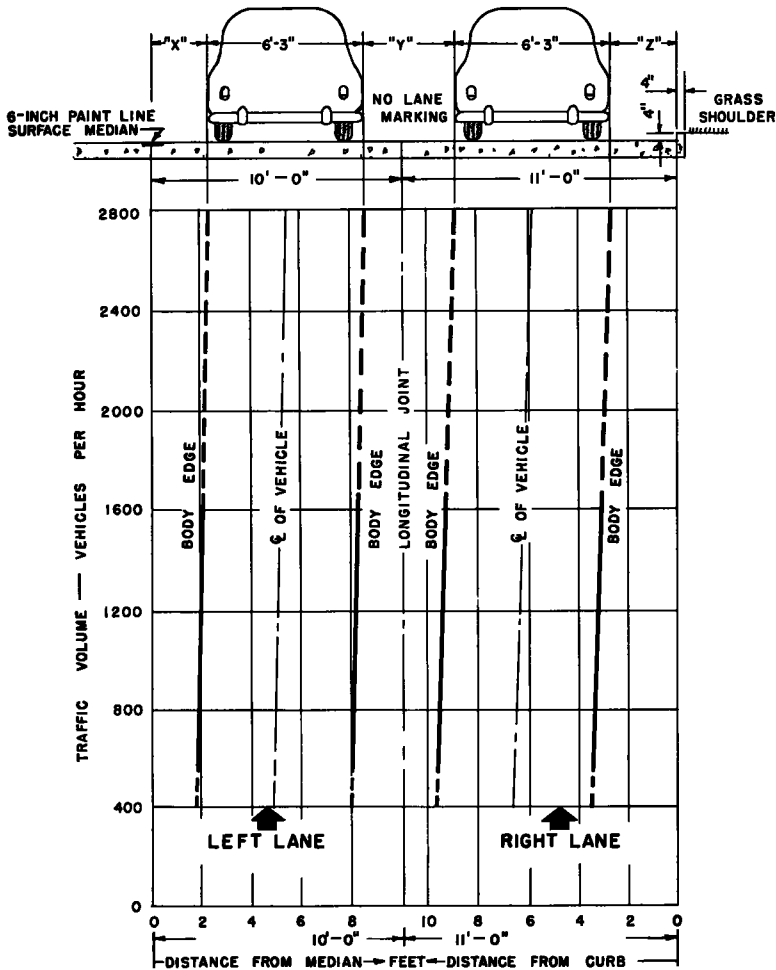 "X" 6'-3" "Y" 6'-3" "Z"
4"
4"
6-INCH PAINT LINE
SURFACE MEDIAN
NO LANE
MARKING
GRASS
SHOULDER
10'-0" 11'-0"
2800
2400
2000
1600
1200
800
400
0
TRAFFIC VOLUME — VEHICLES PER HOUR
BODY EDGE
℄ OF VEHICLE
BODY EDGE
LONGITUDINAL JOINT
BODY EDGE
℄ OF VEHICLE
BODY EDGE
LEFT LANE
RIGHT LANE
0 2 4 6 8 10 8 6 4 2 0
10'-0" 11'-0"
DISTANCE FROM MEDIAN FEET DISTANCE FROM CURB